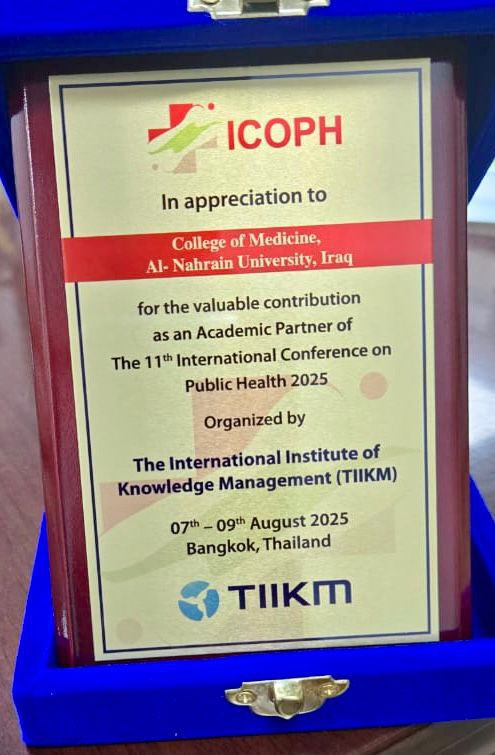 ICOPH
In appreciation to
College of Medicine,
Al- Nahrain University, Iraq
for the valuable contribution
as an Academic Partner of
The 11th International Conference on
Public Health 2025
Organized by
The International Institute of
Knowledge Management (TIIKM)
07th – 09th August 2025
Bangkok, Thailand
TIIKM